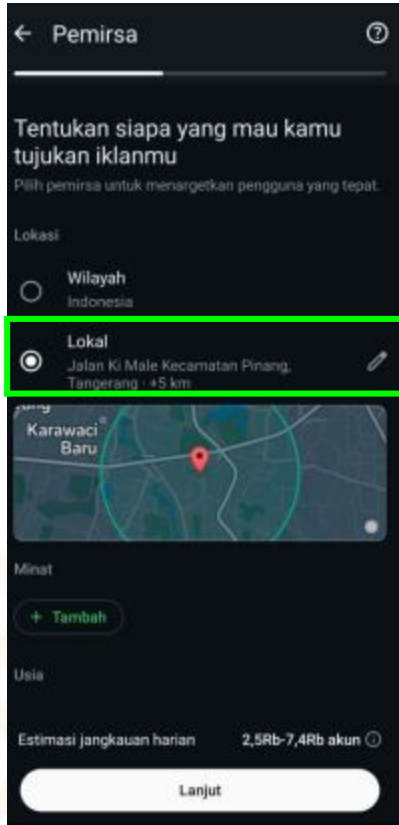 Pemirsa
Tentukan siapa yang mau kamu
tujukan iklanmu
Pilih pemirsa untuk menargetkan pengguna yang tepat.
Lokasi
Wilayah
Indonesia
Lokal
Jalan Ki Male Kecamatan Pinang,
Tangerang · +5 km
Karawaci
Baru
Minat
+ Tambah
Usia
Estimasi jangkauan harian 2,5Rb-7,4Rb akun
Lanjut